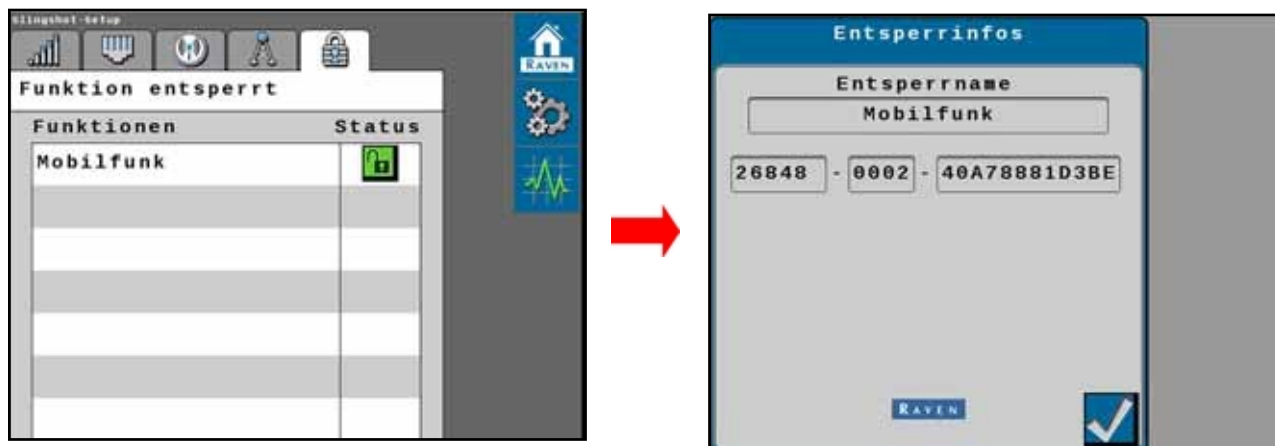 Slingshot-Setup
RAVEN
Funktion entsperrt
Funktionen Status
Mobilfunk
Entsperrinfos
Entsperrname
Mobilfunk
26848 - 0002 - 40A78881D3BE
RAVEN